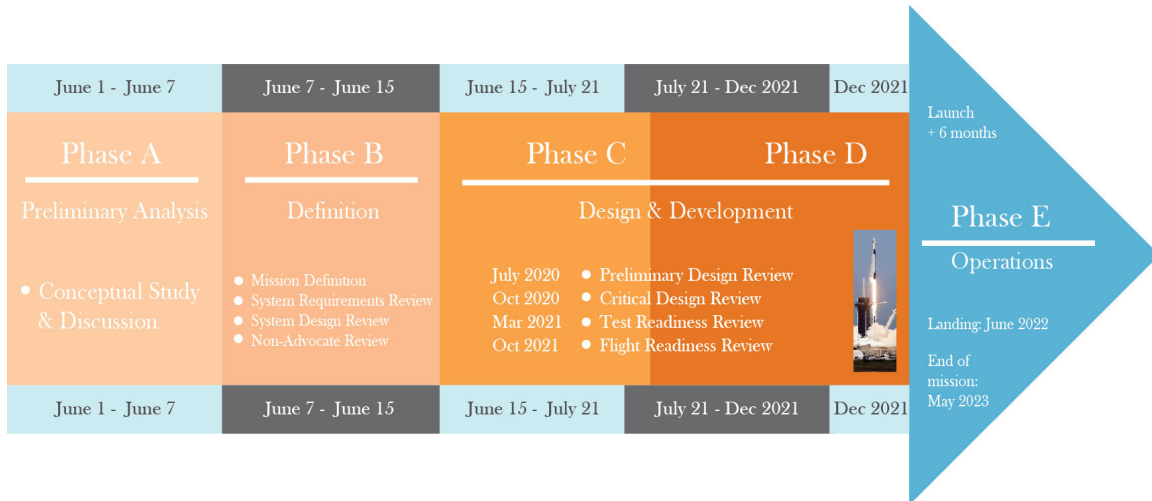 June 1 - June 7
June 7 - June 15
June 15 - July 21
July 21 - Dec 2021
Dec 2021
Phase A
Preliminary Analysis
● Conceptual Study
& Discussion
Phase B
Definition
● Mission Definition
● System Requirements Review
● System Design Review
● Non-Advocate Review
Phase C
Phase D
Design & Development
July 2020 ● Preliminary Design Review
Oct 2020 ● Critical Design Review
Mar 2021 ● Test Readiness Review
Oct 2021 ● Flight Readiness Review
Launch
+ 6 months
Phase E
Operations
Landing: June 2022
End of
mission:
May 2023
June 1 - June 7
June 7 - June 15
June 15 - July 21
July 21 - Dec 2021
Dec 2021